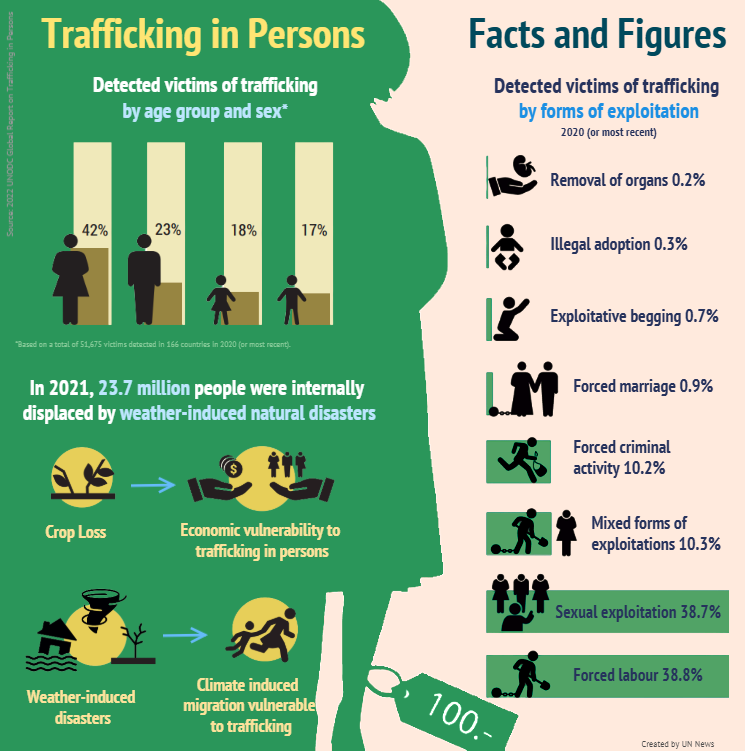 Trafficking in Persons
Facts and Figures
Source: 2022 UNODC Global Report on Trafficking in Persons
Detected victims of trafficking
by age group and sex*
42%
23%
18%
17%
*Based on a total of 51,675 victims detected in 166 countries in 2020 (or most recent).
In 2021, 23.7 million people were internally
displaced by weather-induced natural disasters
$
Crop Loss
Economic vulnerability to
trafficking in persons
Weather-induced
disasters
Climate induced
migration vulnerable
to trafficking
Detected victims of trafficking
by forms of exploitation
2020 (or most recent)
Removal of organs 0.2%
Illegal adoption 0.3%
Exploitative begging 0.7%
Forced marriage 0.9%
Forced criminal
activity 10.2%
Mixed forms of
exploitations 10.3%
Sexual exploitation 38.7%
Forced labour 38.8%
100.-
Created by UN News